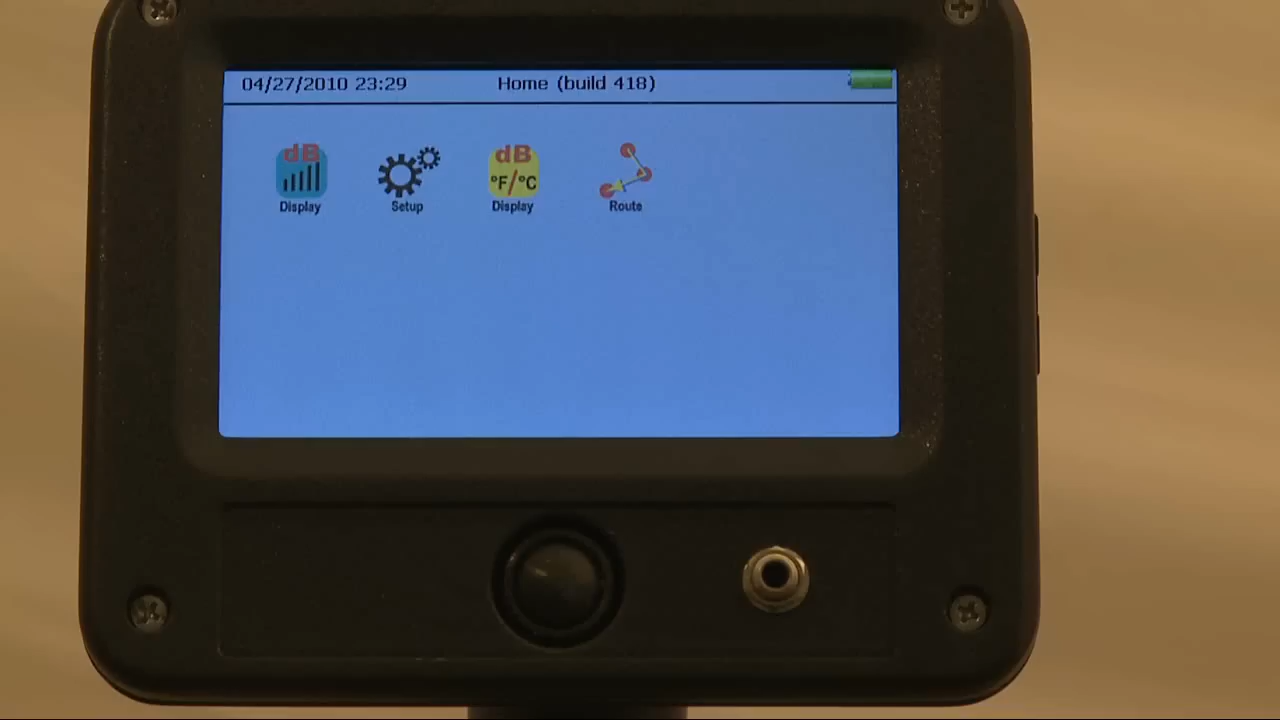 04/27/2010 23:29 Home (build 418)
dB dB
°F/°C
Display Setup Display Route